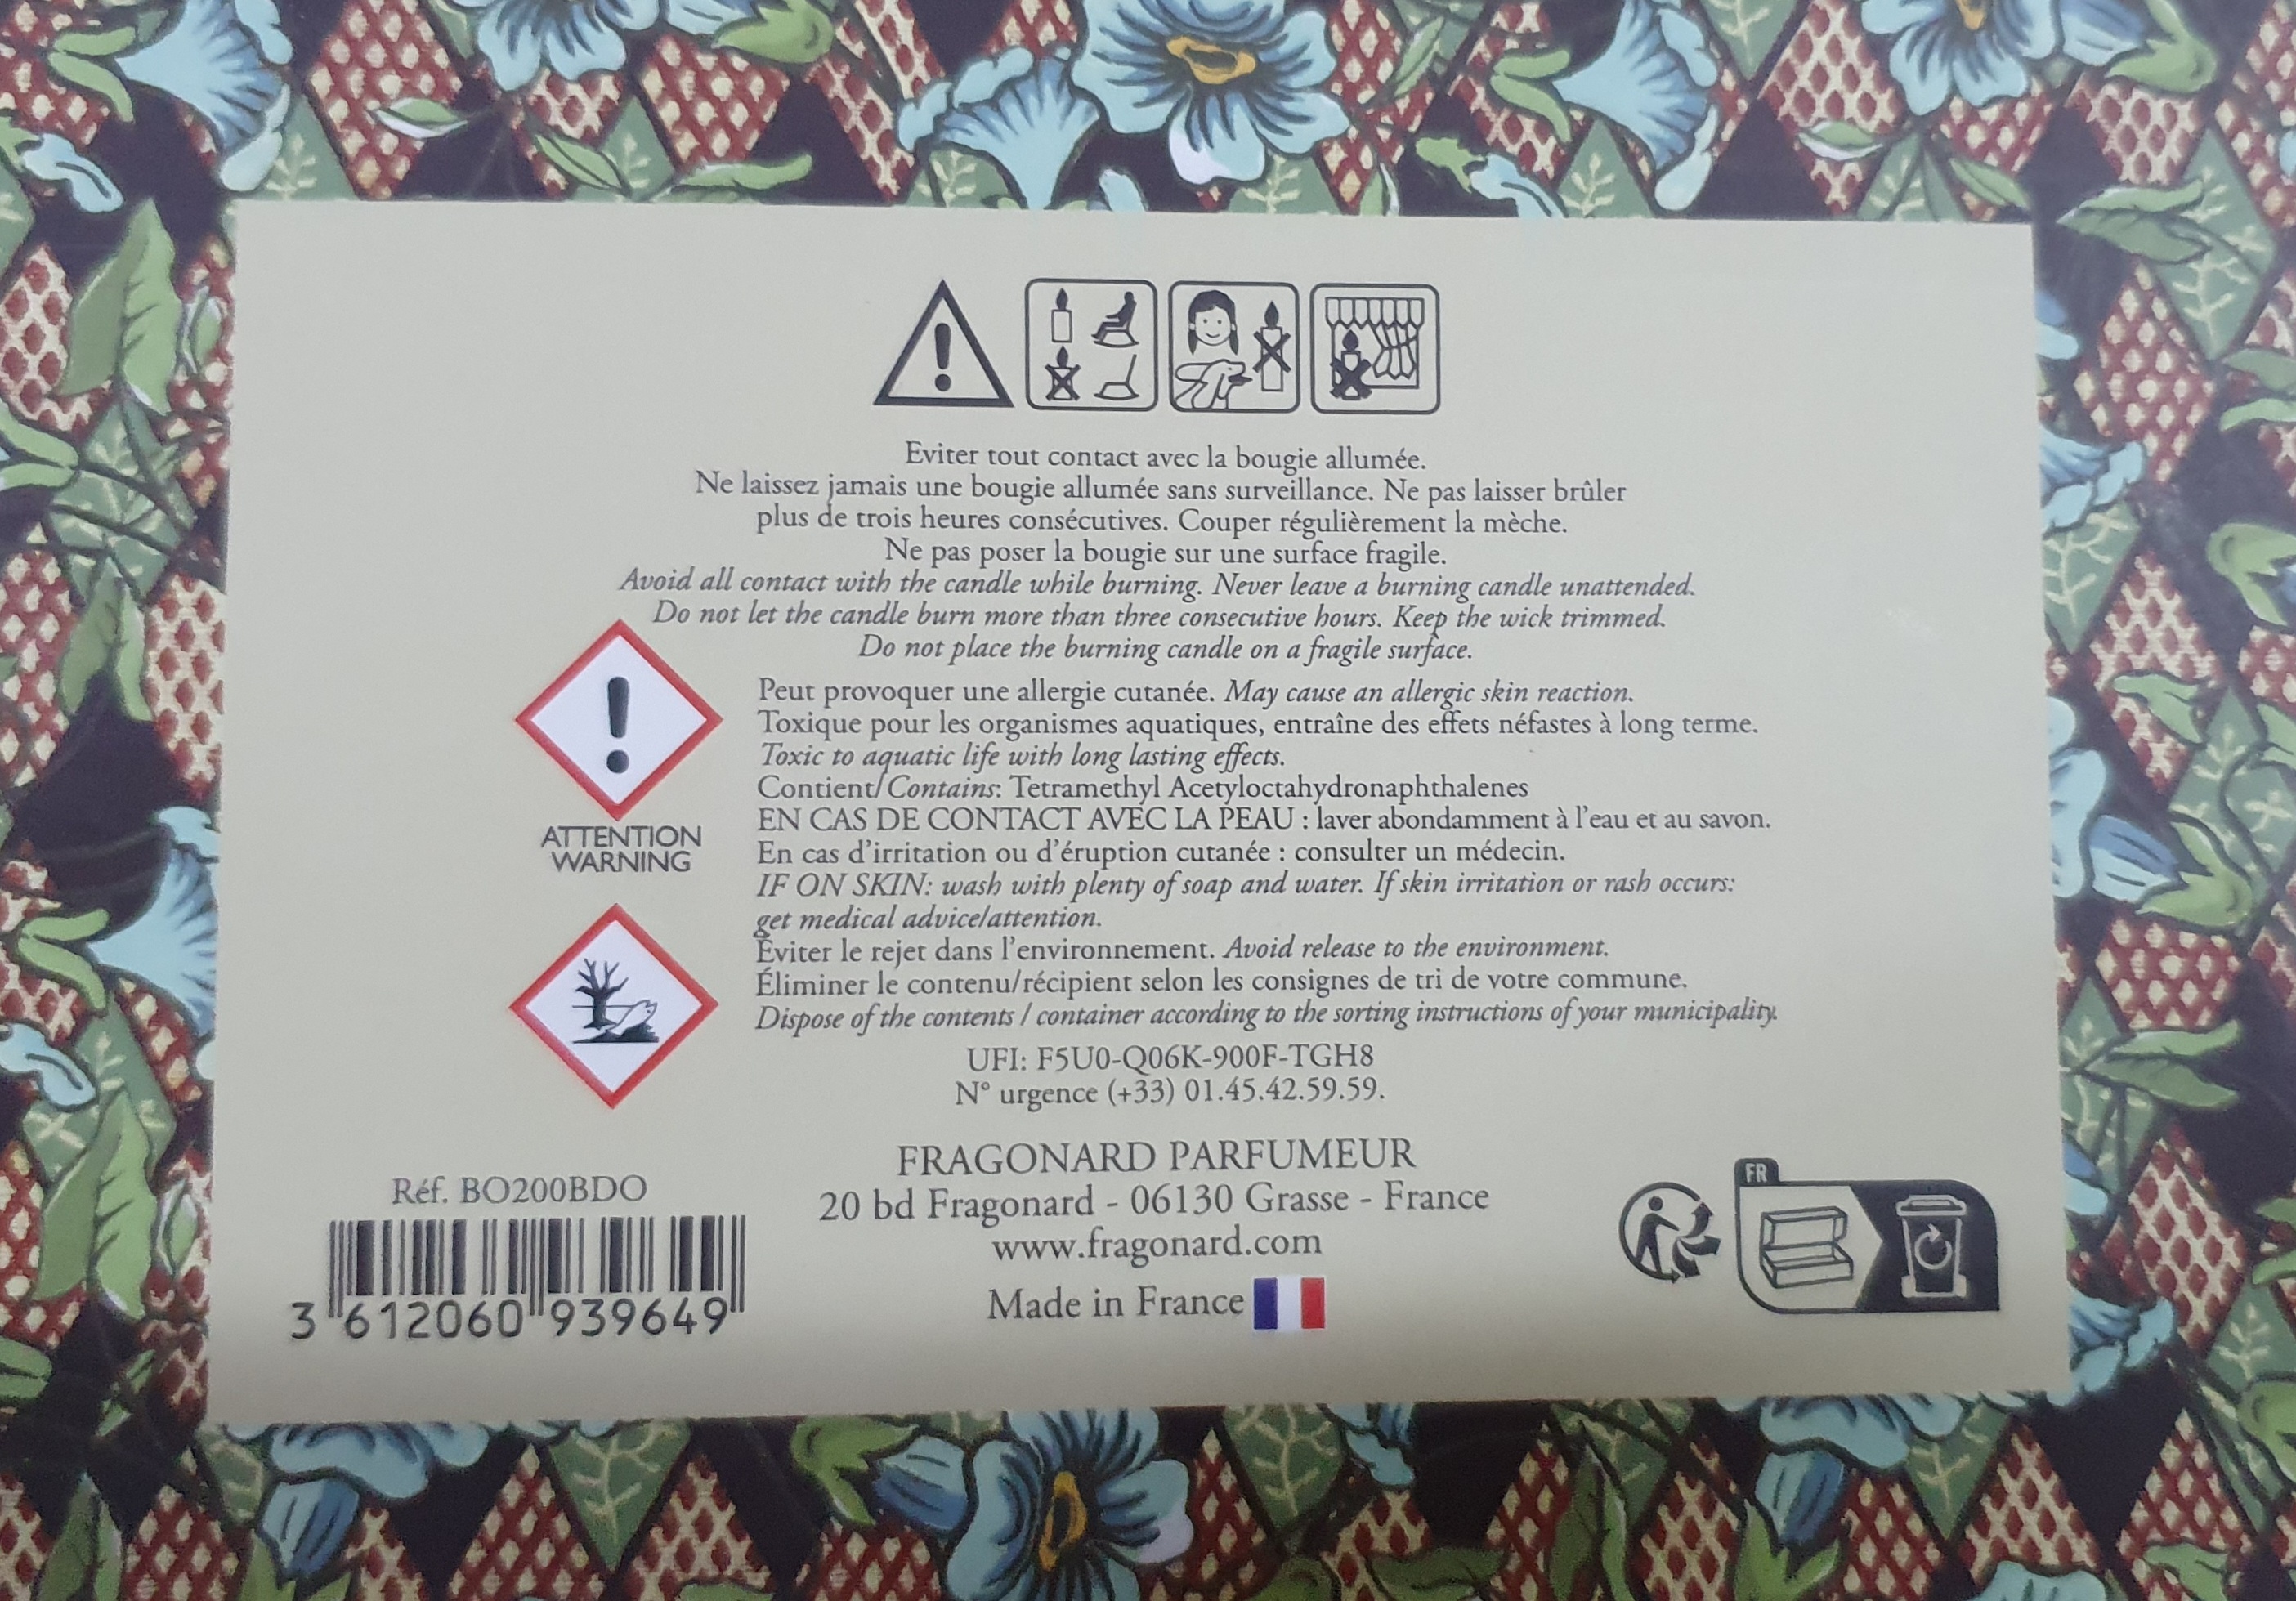 Eviter tout contact avec la bougie allumée.
Ne laissez jamais une bougie allumée sans surveillance. Ne pas laisser brûler
plus de trois heures consécutives. Couper régulièrement la mèche.
Ne pas poser la bougie sur une surface fragile.
Avoid all contact with the candle while burning. Never leave a burning candle unattended.
Do not let the candle burn more than three consecutive hours. Keep the wick trimmed.
Do not place the burning candle on a fragile surface.
ATTENTION
WARNING
Peut provoquer une allergie cutanée. May cause an allergic skin reaction.
Toxique pour les organismes aquatiques, entraîne des effets néfastes à long terme.
Toxic to aquatic life with long lasting effects.
Contient/Contains: Tetramethyl Acetyloctahydronaphthalenes
EN CAS DE CONTACT AVEC LA PEAU : laver abondamment à l'eau et au savon.
En cas d'irritation ou d'éruption cutanée : consulter un médecin.
IF ON SKIN: wash with plenty of soap and water. If skin irritation or rash occurs:
get medical advice/attention.
Éviter le rejet dans l'environnement. Avoid release to the environment.
Éliminer le contenu/récipient selon les consignes de tri de votre commune.
Dispose of the contents / container according to the sorting instructions of your municipality.
UFI: F5U0-Q06K-900F-TGH8
N° urgence (+33) 01.45.42.59.59.
FRAGONARD PARFUMEUR
20 bd Fragonard - 06130 Grasse - France
www.fragonard.com
Made in France
Réf. BO200BDO
3 612060 939649
FR